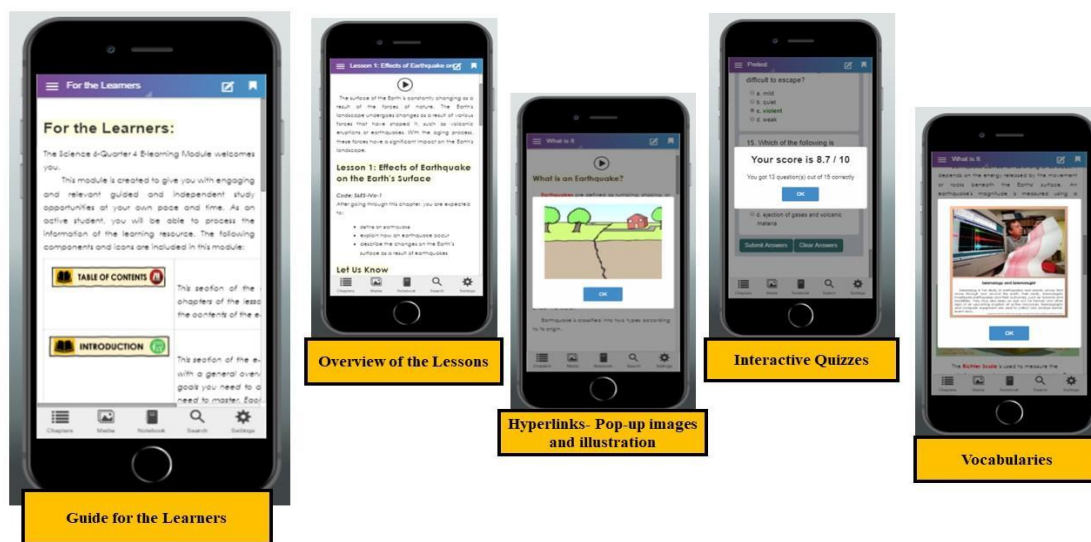 For the Learners
For the Learners:
The Science 6-Quarter 4 E-learning Module welcomes
you.
This module is created to give you with engaging
and relevant guided and independent study
opportunities at your own pace and time. As an
active student, you will be able to process the
information of the learning resource. The following
components and icons are included in this module:
TABLE OF CONTENTS
This section of the
chapters of the lesso
the contents of the e-
INTRODUCTION
This section of the e-
with a general overv
goals you need to a
need to master. Eac
Chapters Media Notebook Search Settings
Guide for the Learners
Lesson 1: Effects of Earthquake on
The surface of the Earth is constantly changing as a
result of the forces of nature. The Earth's
landscape undergoes changes as a result of various
forces that have shaped it, such as volcanic
eruptions or earthquakes. With the aging process,
these forces have a significant impact on the Earth's
landscape.
Lesson 1: Effects of Earthquake
on the Earth's Surface
Code:
After going through this chapter, you are expected
to:
• define an earthquake
• explain how an earthquake occur
• describe the changes on the Earth's
surface as a result of earthquakes
Let Us Know
Chapters Media Notebook Search Settings
Overview of the Lessons
What is It
What is an Earthquake?
Earthquakes are defined as
OK
Earthquake is classified into two types according
to its origin.
Chapters Media Notebook Search Settings
Hyperlinks- Pop-up images
and illustration
Pretest
difficult to escape?
a. mild
b. quiet
c. violent
d. weak
15. Which of the following is
Your score is 8.7 / 10
You got 13 question(s) out of 15 correctly
OK
d. ejection of gases and volcanic
materia
Submit Answers Clear Answers
Chapters Media Notebook Search Settings
Interactive Quizzes
What is It
depends on the energy released by the movement
of rocks beneath the Earth's surface. An
earthquake's magnitude is measured using a
Seismology and Seismologist
OK
The Richter Scale is used to measure the
Chapters Media Notebook Search Settings
Vocabularies